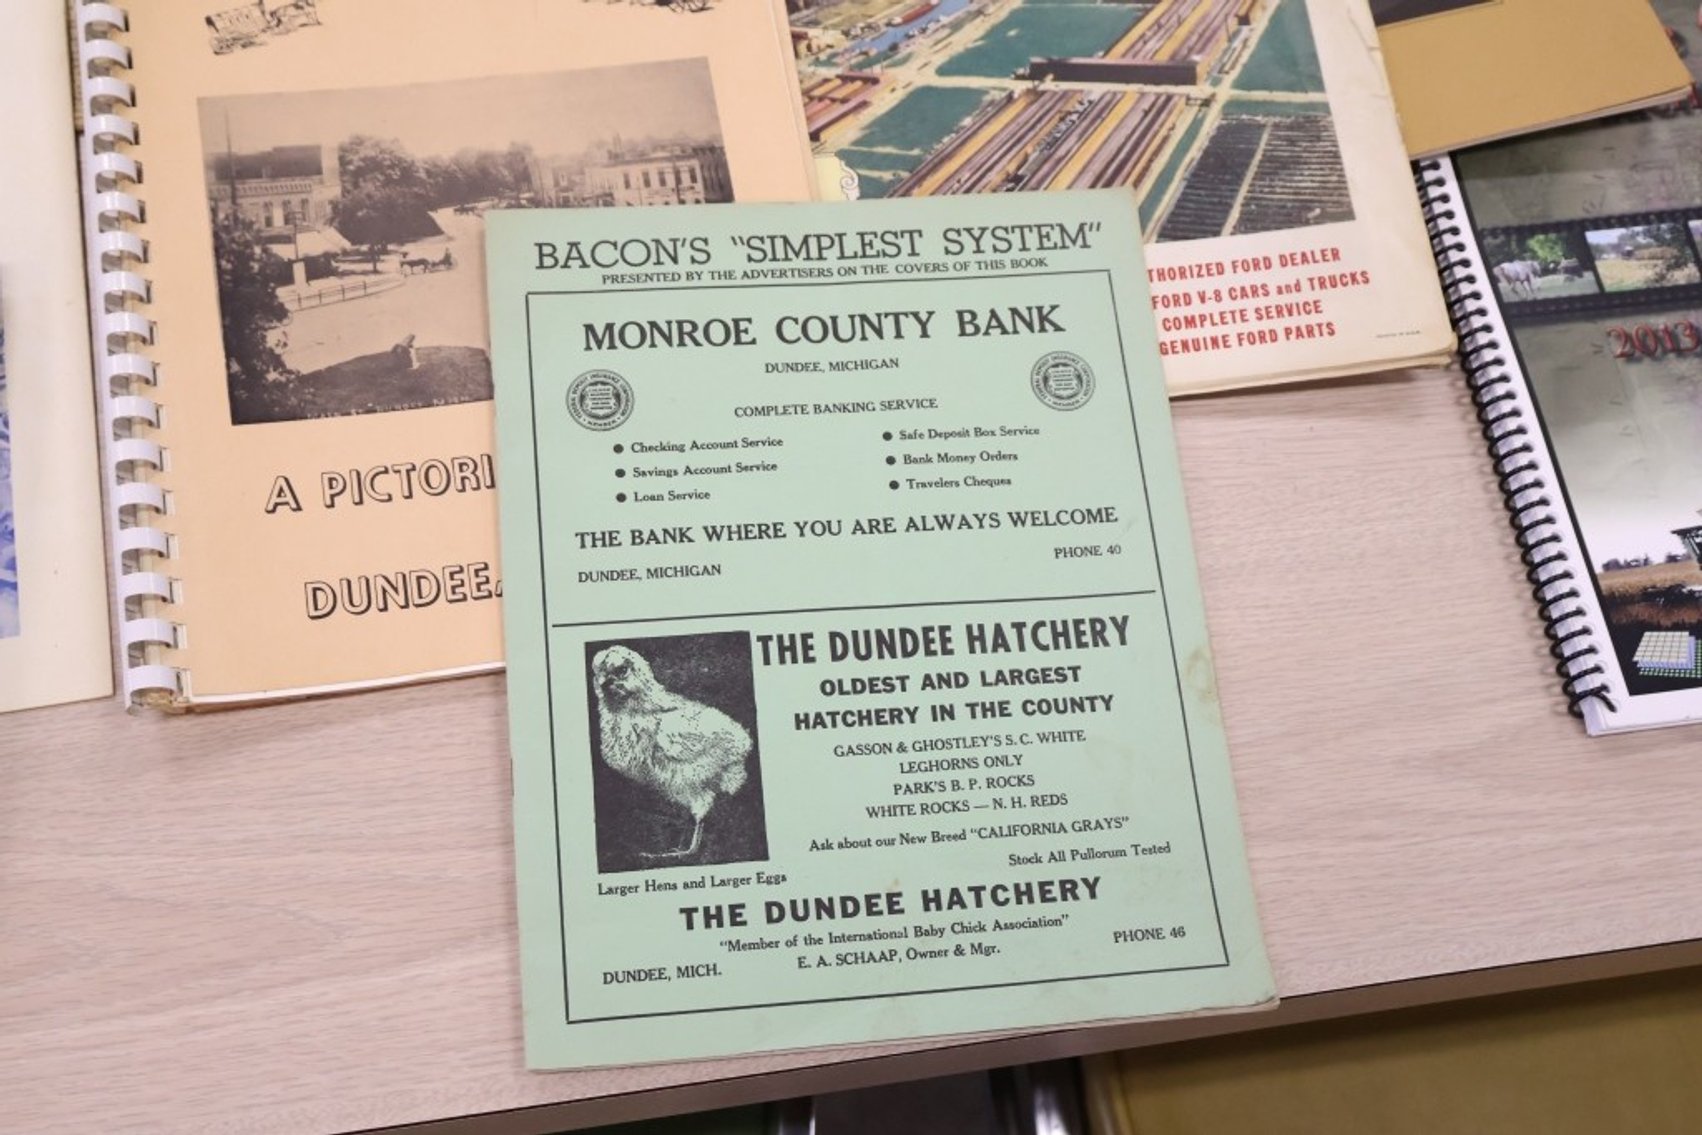 BACON'S "SIMPLEST SYSTEM"
PRESENTED BY THE ADVERTISERS ON THE COVERS OF THIS BOOK
MONROE COUNTY BANK
DUNDEE, MICHIGAN
FEDERAL DEPOSIT INSURANCE CORPORATION
MEMBER
COMPLETE BANKING SERVICE
● Checking Account Service
● Savings Account Service
● Loan Service
● Safe Deposit Box Service
● Bank Money Orders
● Travelers Cheques
THE BANK WHERE YOU ARE ALWAYS WELCOME
DUNDEE, MICHIGAN
PHONE 40
THE DUNDEE HATCHERY
OLDEST AND LARGEST
HATCHERY IN THE COUNTY
GASSON & GHOSTLEY'S S. C. WHITE
LEGHORNS ONLY
PARK'S B. P. ROCKS
WHITE ROCKS — N. H. REDS
Ask about our New Breed "CALIFORNIA GRAYS"
Stock All Pullorum Tested
Larger Hens and Larger Eggs
THE DUNDEE HATCHERY
"Member of the International Baby Chick Association"
DUNDEE, MICH.
E. A. SCHAAP, Owner & Mgr.
PHONE 46
A PICTORI
DUNDEE,
THORIZED FORD DEALER
FORD V-8 CARS and TRUCKS
COMPLETE SERVICE
GENUINE FORD PARTS
2013